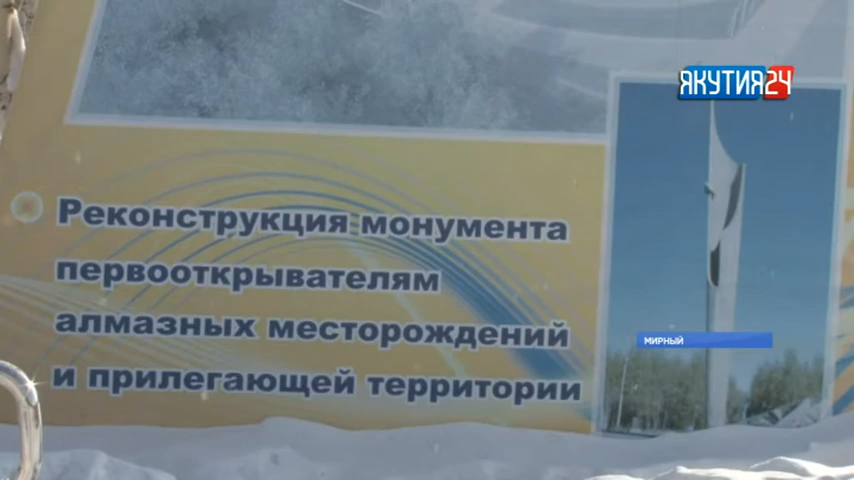 ЯКУТИЯ24
Реконструкция монумента
первооткрывателям
алмазных месторождений
и прилегающей территории
МИРНЫЙ